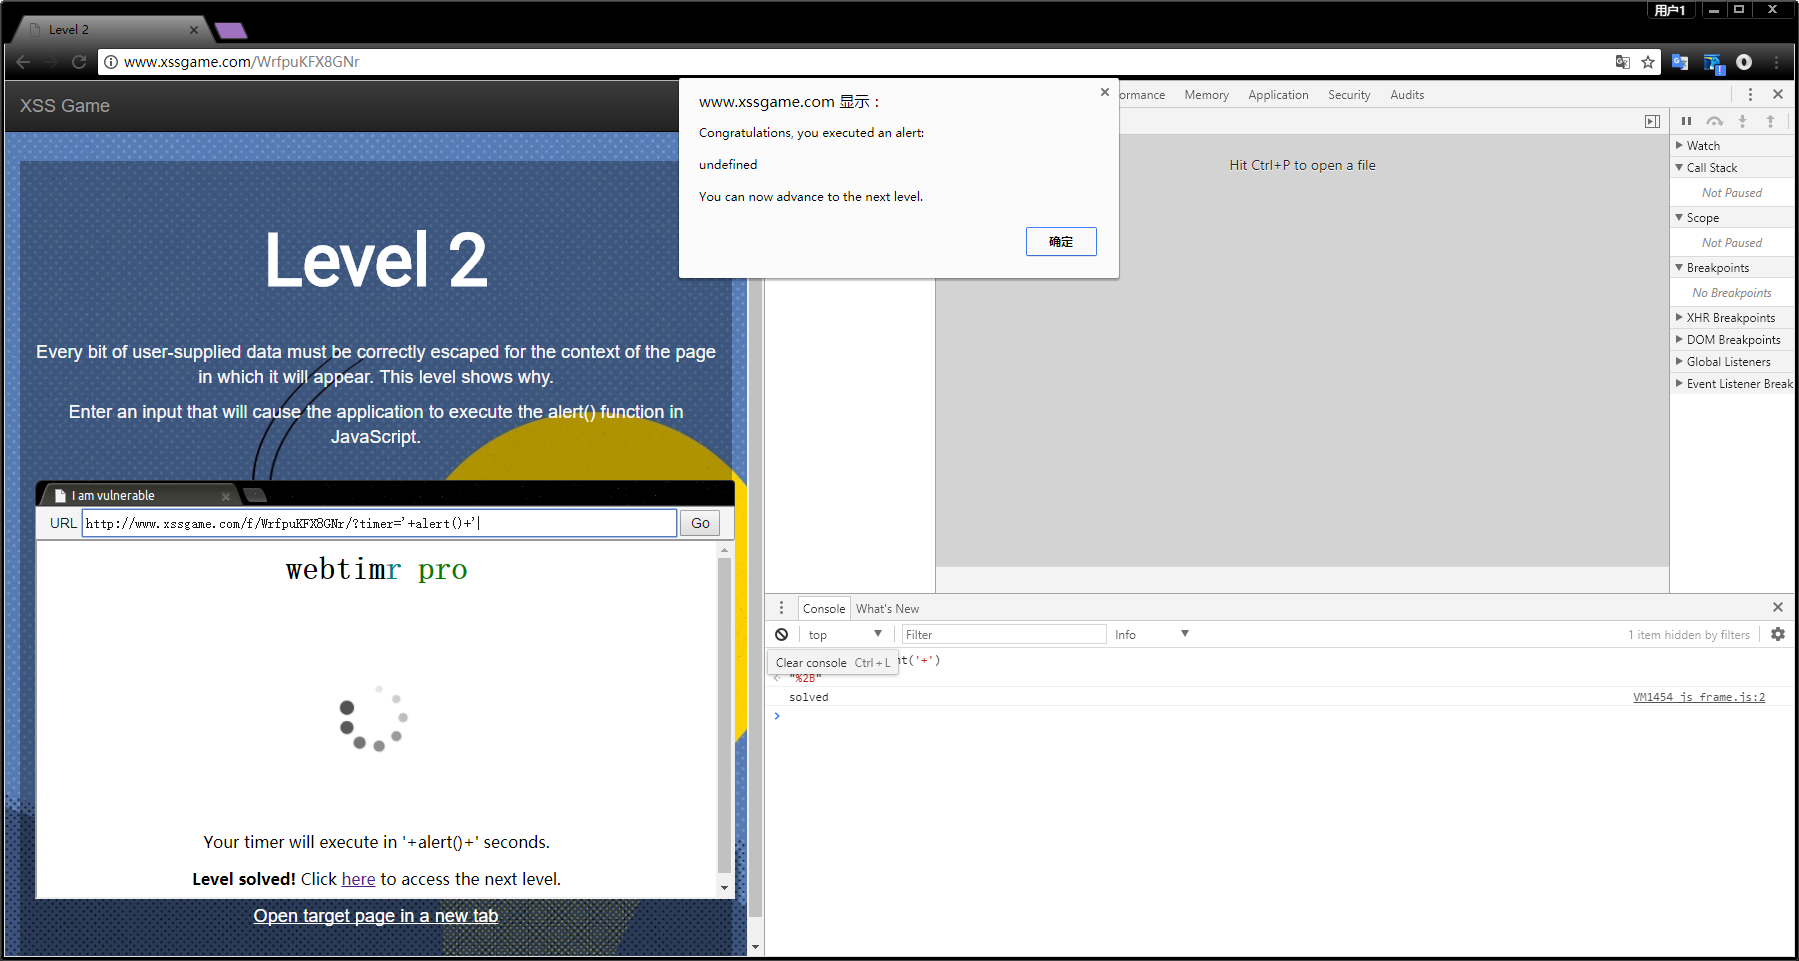 用户1
Level 2
www.xssgame.com/WrfpuKFX8GNr
XSS Game
www.xssgame.com 显示：
Congratulations, you executed an alert:
undefined
You can now advance to the next level.
确定
Memory
Application
Security
Audits
Hit Ctrl+P to open a file
Watch
Call Stack
Not Paused
Scope
Not Paused
Breakpoints
No Breakpoints
XHR Breakpoints
DOM Breakpoints
Global Listeners
Event Listener Break
Level 2
Every bit of user-supplied data must be correctly escaped for the context of the page
in which it will appear. This level shows why.
Enter an input that will cause the application to execute the alert() function in
JavaScript.
I am vulnerable
URL
http://www.xssgame.com/f/WrfpuKFX8GNr/?timer='+alert()+'
Go
webtimr pro
Your timer will execute in '+alert()+' seconds.
Level solved! Click here to access the next level.
Open target page in a new tab
Console
What's New
top
Filter
Info
1 item hidden by filters
Clear console Ctrl+L
('+')
"%2B"
solved
VM1454 js_frame.js:2